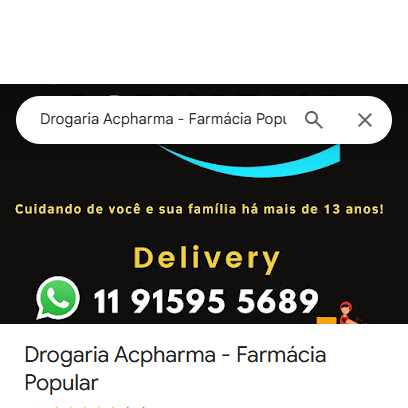 Drogaria Acpharma - Farmácia Popu
Cuidando de você e sua família há mais de 13 anos!
Delivery
11 91595 5689
Drogaria Acpharma - Farmácia
Popular